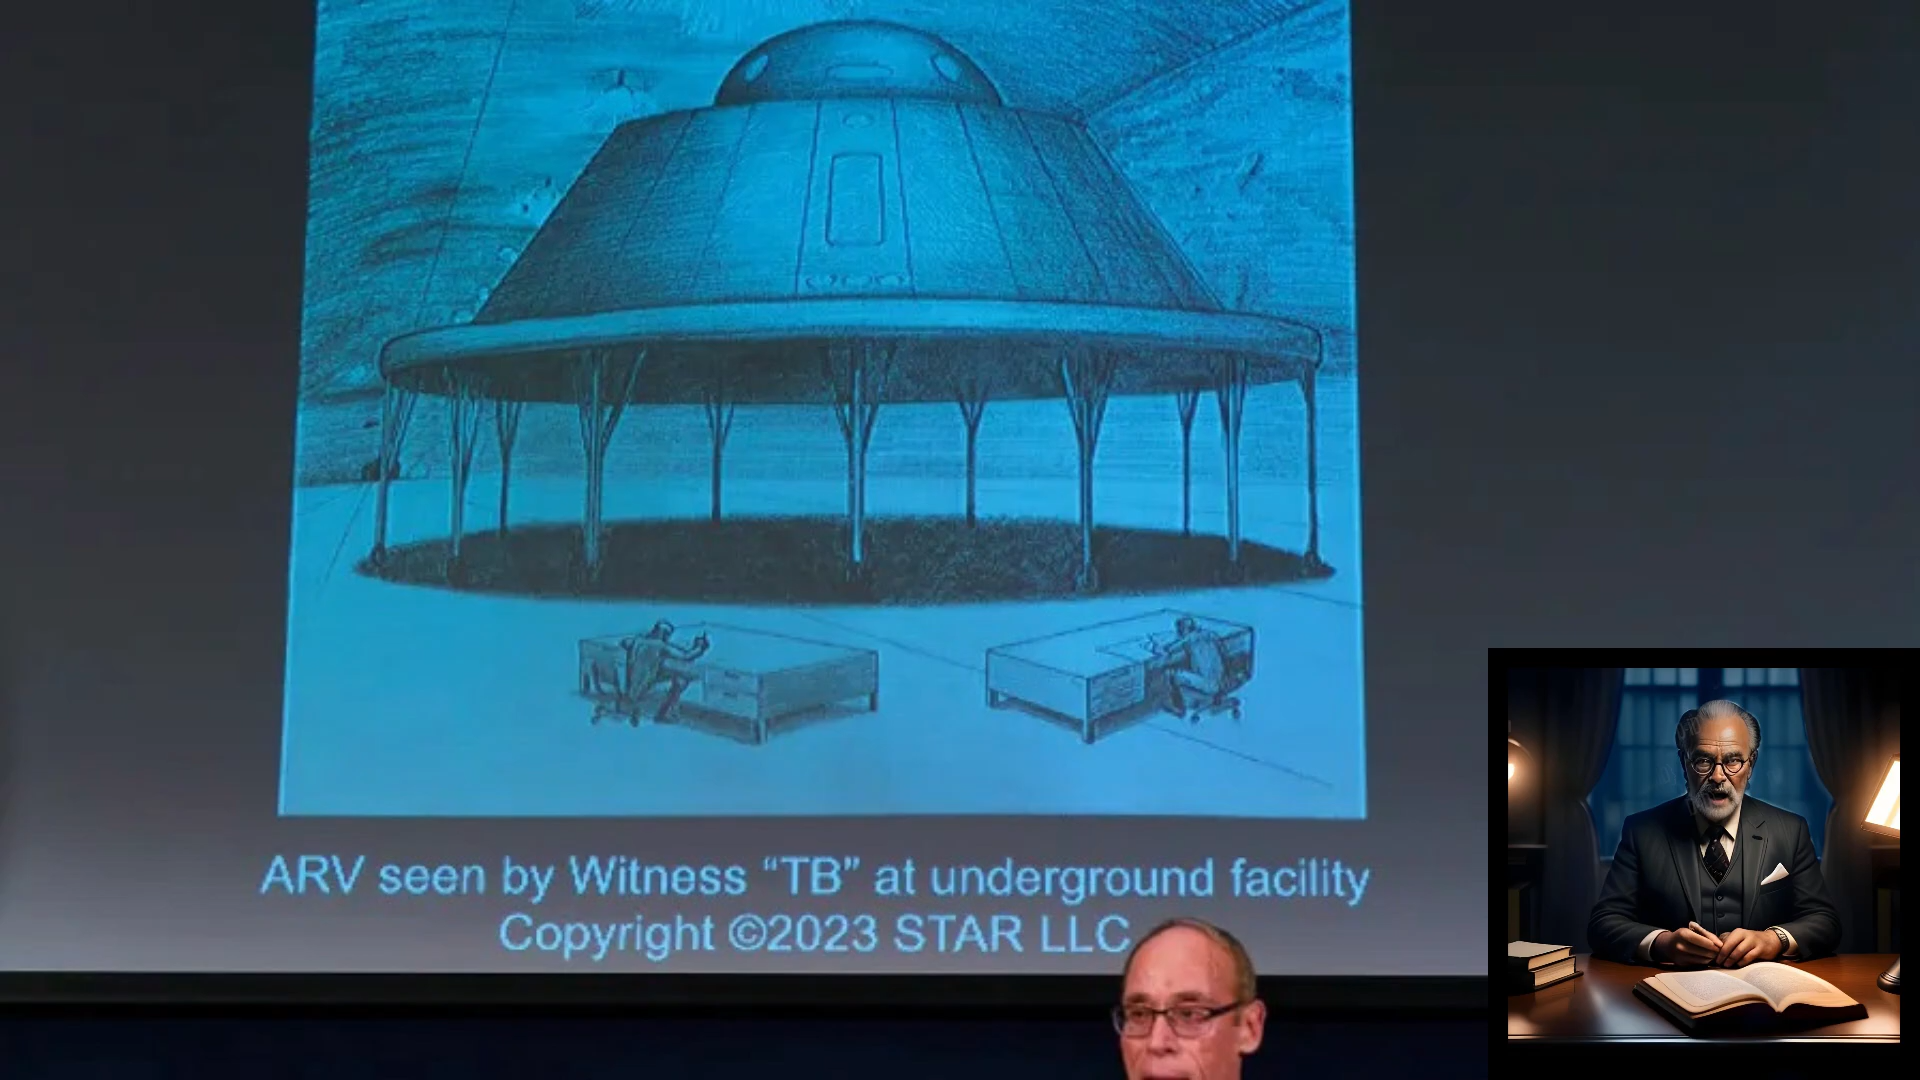 ARV seen by Witness “TB” at underground facility
Copyright ©2023 STAR LLC